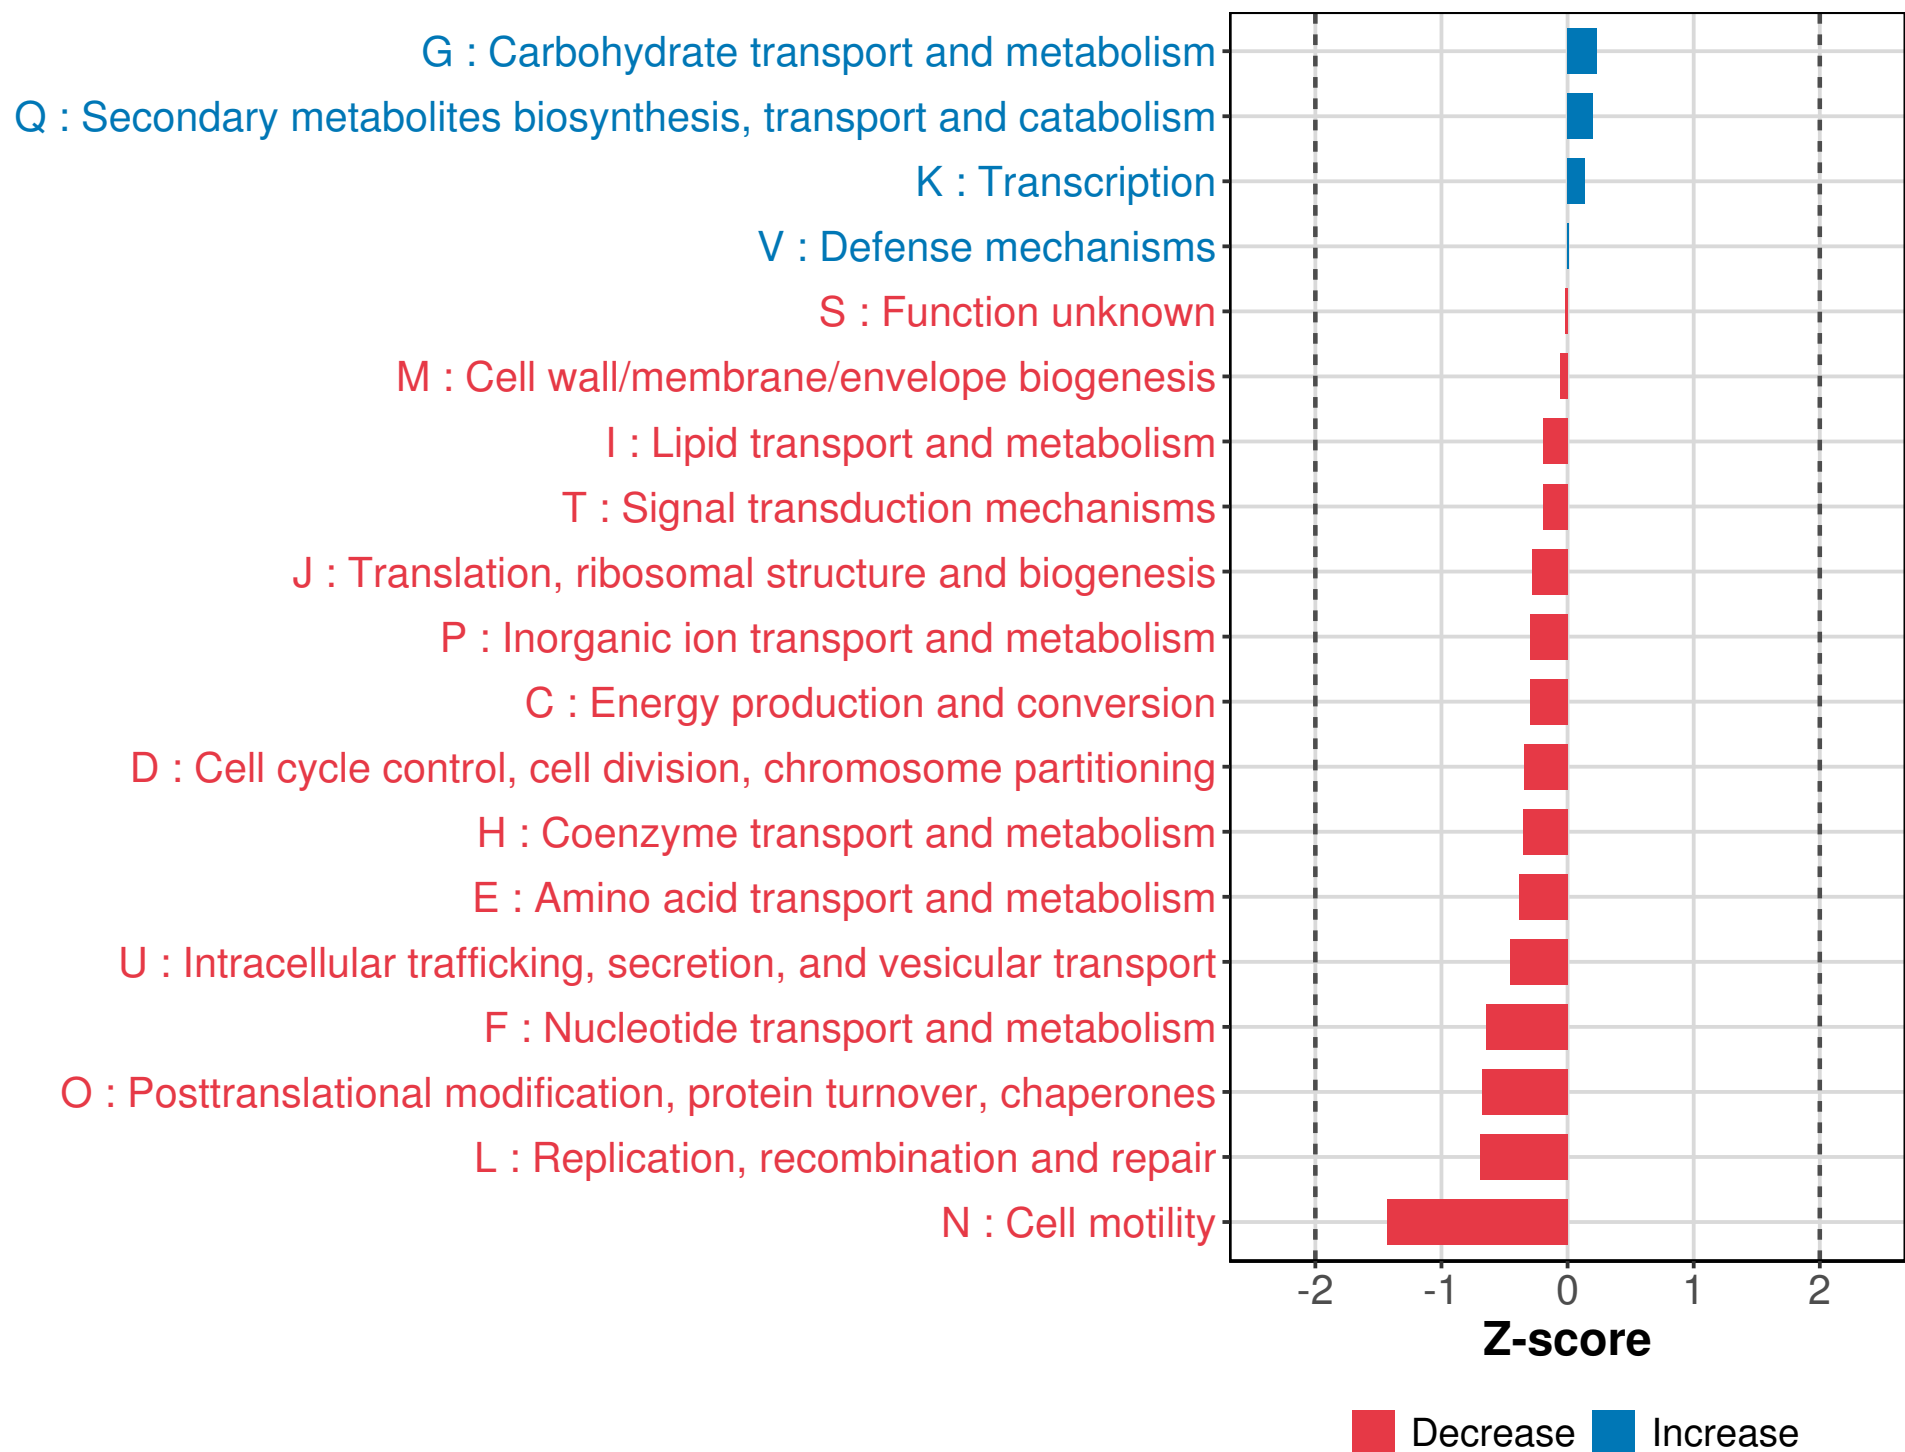 G : Carbohydrate transport and metabolism
Q : Secondary metabolites biosynthesis, transport and catabolism
K : Transcription
V : Defense mechanisms
S : Function unknown
M : Cell wall/membrane/envelope biogenesis
I : Lipid transport and metabolism
T : Signal transduction mechanisms
J : Translation, ribosomal structure and biogenesis
P : Inorganic ion transport and metabolism
C : Energy production and conversion
D : Cell cycle control, cell division, chromosome partitioning
H : Coenzyme transport and metabolism
E : Amino acid transport and metabolism
U : Intracellular trafficking, secretion, and vesicular transport
F : Nucleotide transport and metabolism
O : Posttranslational modification, protein turnover, chaperones
L : Replication, recombination and repair
N : Cell motility
-2 -1 0 1 2
Z-score
Decrease Increase